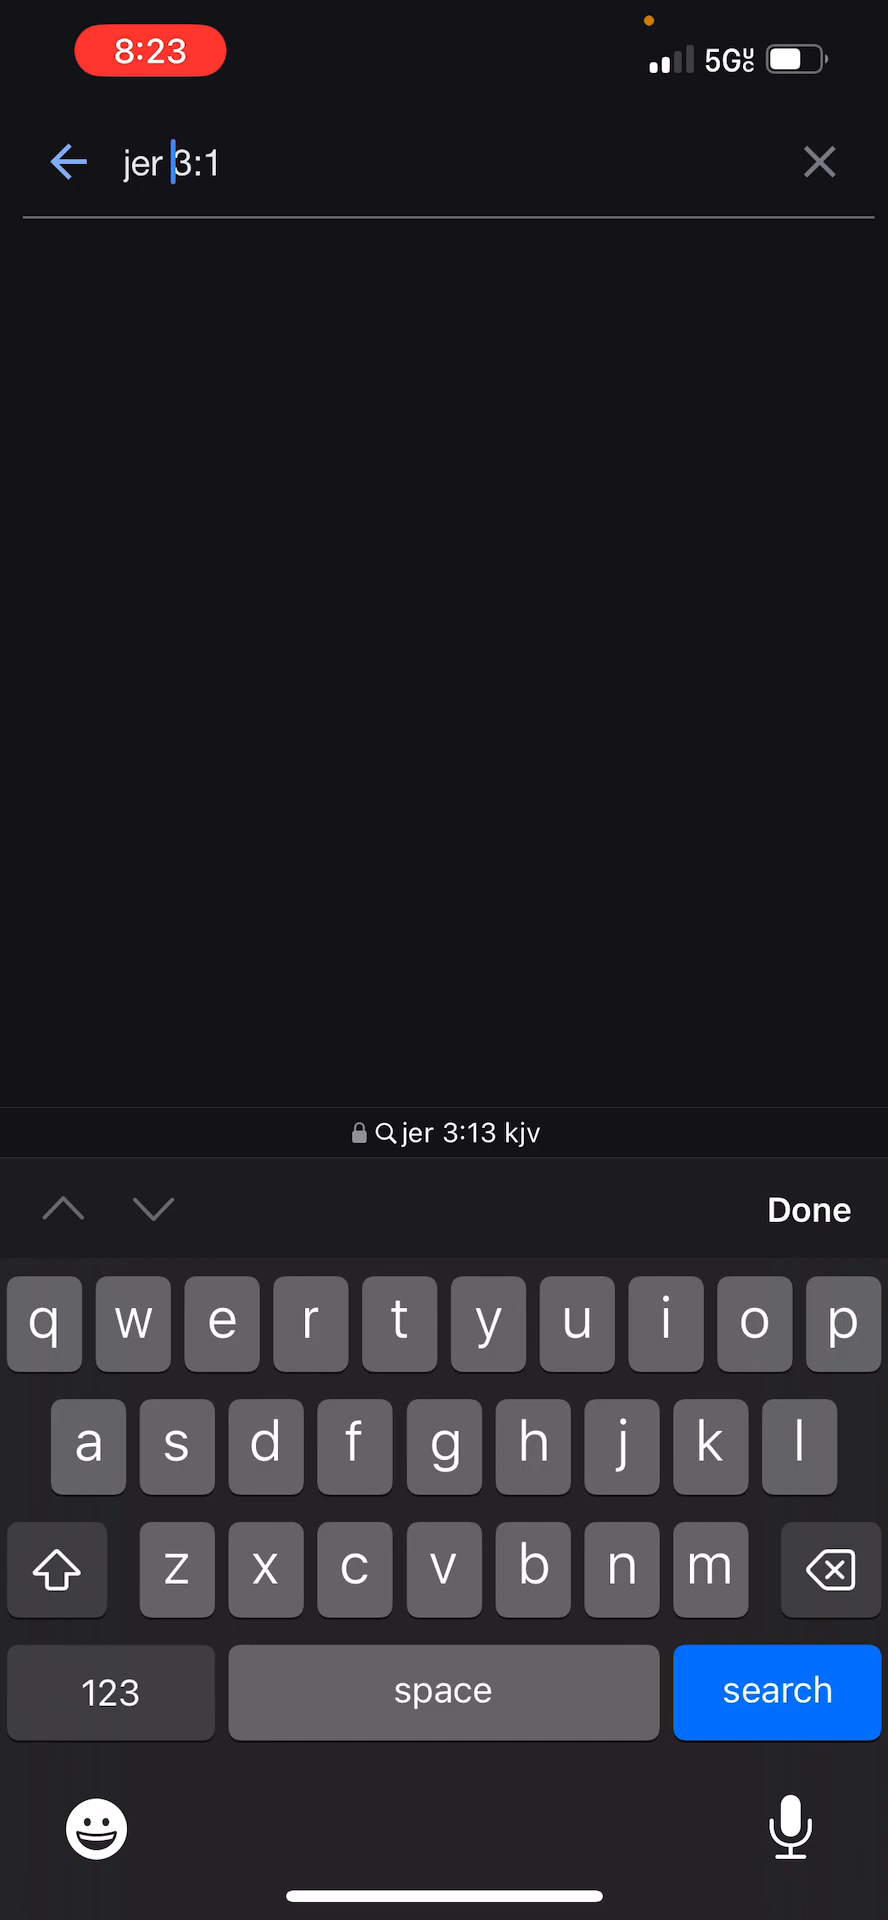 8:23
5GUC
jer 3:1
jer 3:13 kjv
Done
q w e r t y u i o p
a s d f g h j k l
z x c v b n m
123 space search